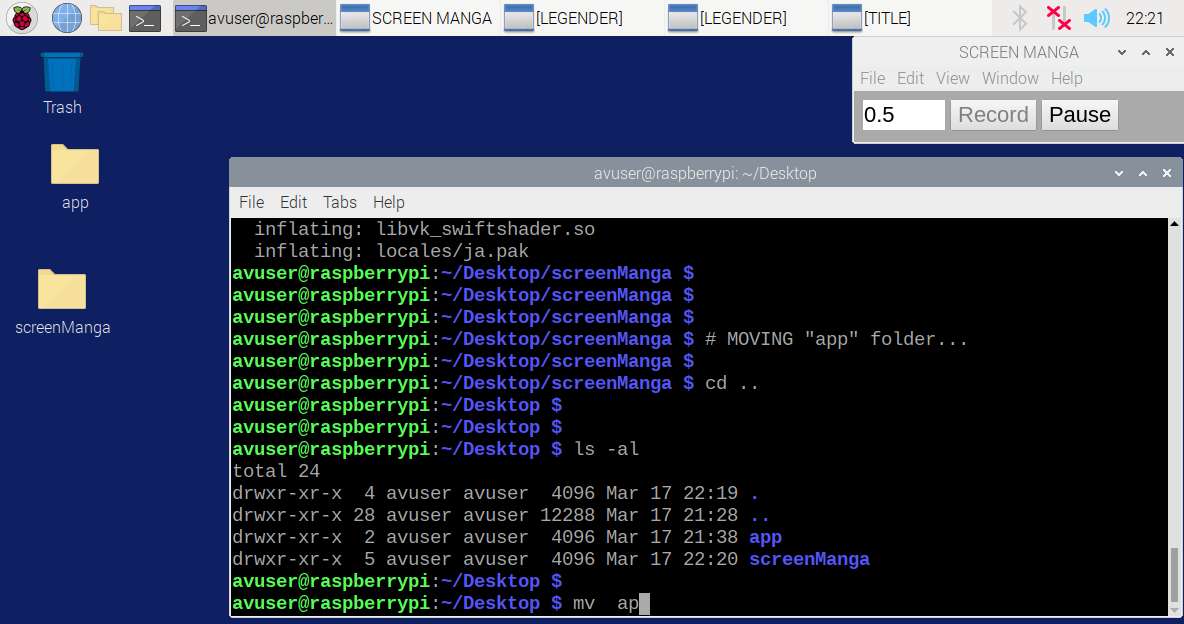 avuser@raspber...
SCREEN MANGA
[LEGENDER]
[LEGENDER]
[TITLE]
22:21
Trash
app
screenManga
SCREEN MANGA
File Edit View Window Help
0.5 Record Pause
avuser@raspberrypi: ~/Desktop
File Edit Tabs Help
  inflating: libvk_swiftshader.so
  inflating: locales/ja.pak
avuser@raspberrypi:~/Desktop/screenManga $
avuser@raspberrypi:~/Desktop/screenManga $
avuser@raspberrypi:~/Desktop/screenManga $
avuser@raspberrypi:~/Desktop/screenManga $ # MOVING "app" folder...
avuser@raspberrypi:~/Desktop/screenManga $
avuser@raspberrypi:~/Desktop/screenManga $ cd ..
avuser@raspberrypi:~/Desktop $
avuser@raspberrypi:~/Desktop $
avuser@raspberrypi:~/Desktop $ ls -al
total 24
drwxr-xr-x  4 avuser avuser  4096 Mar 17 22:19 .
drwxr-xr-x 28 avuser avuser 12288 Mar 17 21:28 ..
drwxr-xr-x  2 avuser avuser  4096 Mar 17 21:38 app
drwxr-xr-x  5 avuser avuser  4096 Mar 17 22:20 screenManga
avuser@raspberrypi:~/Desktop $
avuser@raspberrypi:~/Desktop $ mv  ap